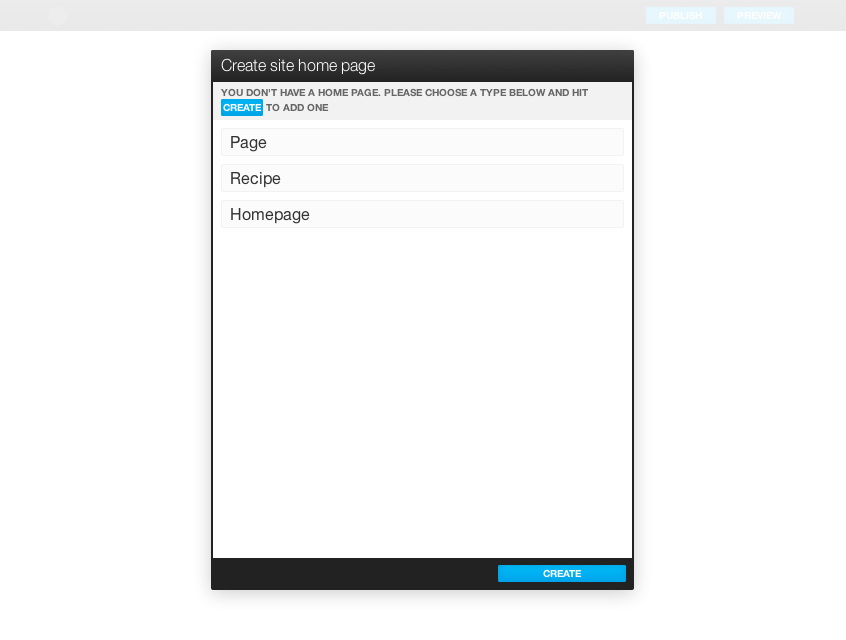 PUBLISH PREVIEW
Create site home page
YOU DON'T HAVE A HOME PAGE. PLEASE CHOOSE A TYPE BELOW AND HIT
CREATE TO ADD ONE
Page
Recipe
Homepage
CREATE